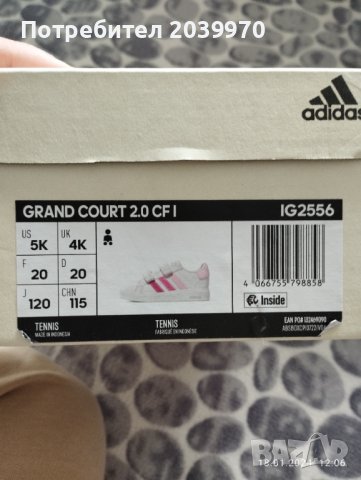 Потребител 2039970
adidas
GRAND COURT 2.0 CF I
IG2556
US
5K
UK
4K
F
20
D
20
J
120
CHN
115
4 066755 798858
Inside
TENNIS
MADE IN INDONESIA
TENNIS
FABRIQUÉ EN INDONÉSIE
BAZAR
18.01.2024 12:06